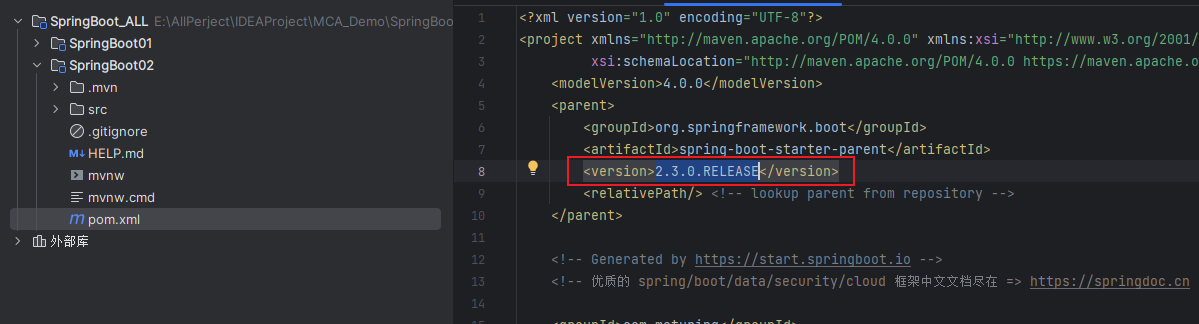 SpringBoot_ALL E:\AllPerject\IDEAProject\MCA_Demo\SpringBoo
SpringBoot01
SpringBoot02
.mvn
src
.gitignore
HELP.md
mvnw
mvnw.cmd
pom.xml
外部库
1 <?xml version="1.0" encoding="UTF-8"?>
2 <project xmlns="http://maven.apache.org/POM/4.0.0" xmlns:xsi="http://www.w3.org/2001/
3 xsi:schemaLocation="http://maven.apache.org/POM/4.0.0 https://maven.apache.o
4 <modelVersion>4.0.0</modelVersion>
5 <parent>
6 <groupId>org.springframework.boot</groupId>
7 <artifactId>spring-boot-starter-parent</artifactId>
8 <version>2.3.0.RELEASE</version>
9 <relativePath/> <!-- lookup parent from repository -->
10 </parent>
11
12 <!-- Generated by https://start.springboot.io -->
13 <!-- 优质的 spring/boot/data/security/cloud 框架中文文档尽在 => https://springdoc.cn
14